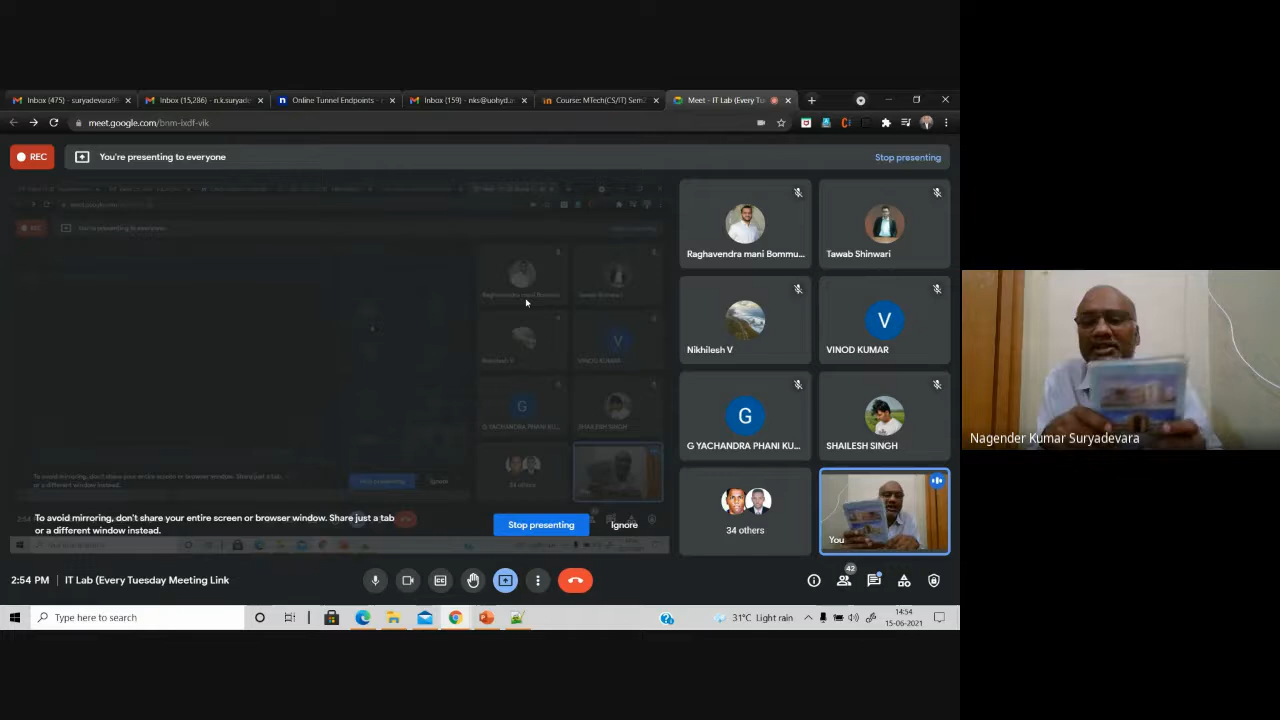 Inbox (475) - suryadevara9
Inbox (15,286) - n.k.suryade
Online Tunnel Endpoints -
Inbox (159) - nks@uohyd.a
Course: MTech(CS/IT) Sem
Meet - IT Lab (Every Tu
meet.google.com/bnm-ixdf-vik
REC
You're presenting to everyone
Stop presenting
Raghavendra mani Bommu...
Tawab Shinwari
Nikhilesh V
V
VINOD KUMAR
G
G YACHANDRA PHANI KU...
SHAILESH SINGH
34 others
You
Nagender Kumar Suryadevara
To avoid mirroring, don't share your entire screen or browser window. Share just a tab
or a different window instead.
Stop presenting
Ignore
2:54 PM | IT Lab (Every Tuesday Meeting Link
42
Type here to search
31°C Light rain
14:54
15-06-2021